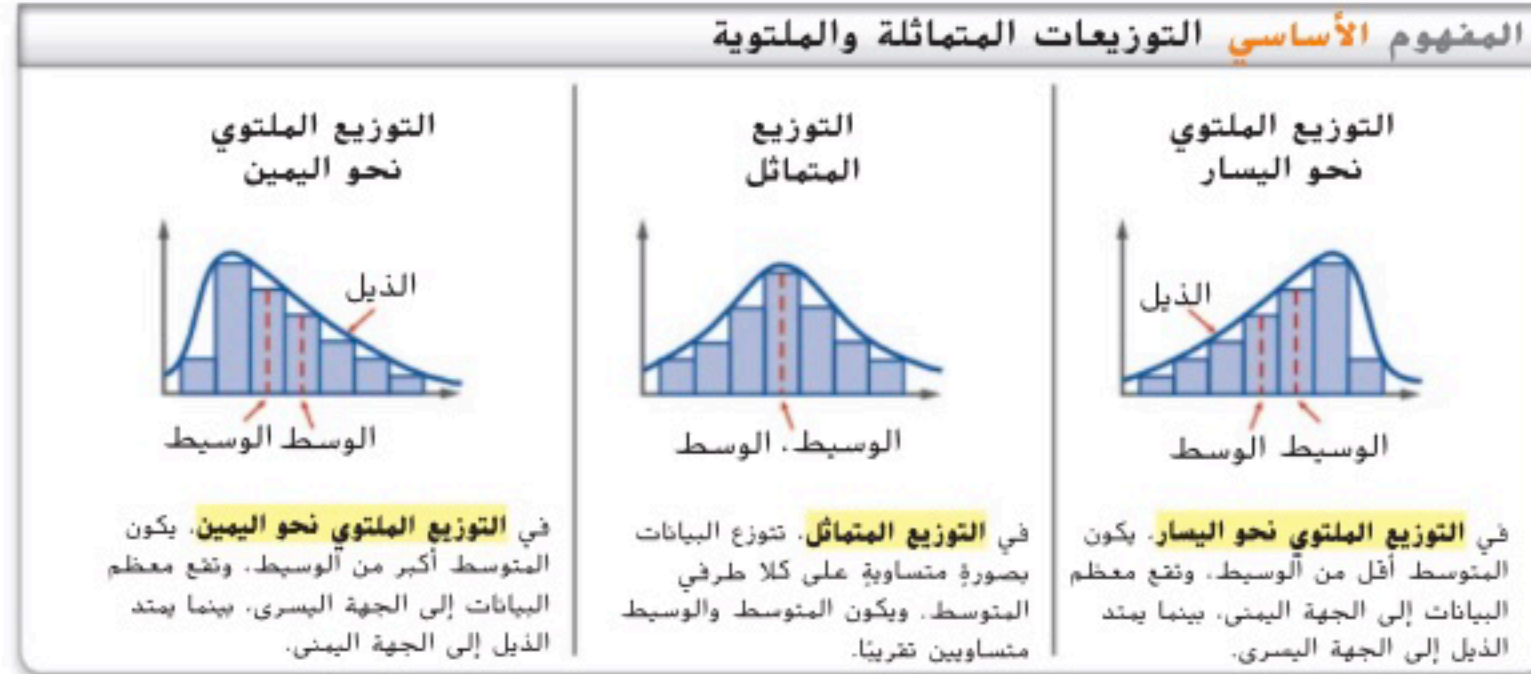 المفهوم الأساسي التوزيعات المتماثلة والملتوية
التوزيع الملتوي
نحو اليسار
الذيل
الوسيط الوسط
في التوزيع الملتوي نحو اليسار، يكون
المتوسط أقل من الوسيط، وتقع معظم
البيانات إلى الجهة اليمنى، بينما يمتد
الذيل إلى الجهة اليسرى.
التوزيع
المتماثل
الوسيط، الوسط
في التوزيع المتماثل، تتوزع البيانات
بصورةٍ متساويةٍ على كلا طرفي
المتوسط. ويكون المتوسط والوسيط
متساويين تقريبًا.
التوزيع الملتوي
نحو اليمين
الذيل
الوسط الوسيط
في التوزيع الملتوي نحو اليمين، يكون
المتوسط أكبر من الوسيط، وتقع معظم
البيانات إلى الجهة اليسرى، بينما يمتد
الذيل إلى الجهة اليمنى.